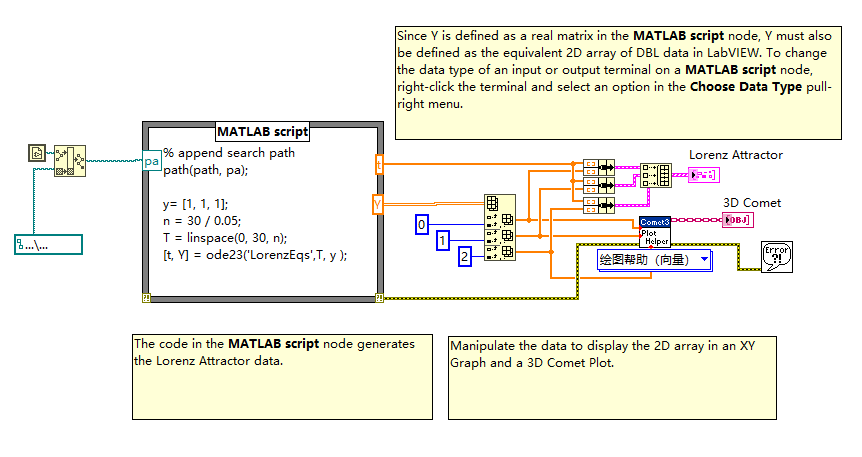 Since Y is defined as a real matrix in the MATLAB script node, Y must also
be defined as the equivalent 2D array of DBL data in LabVIEW. To change
the data type of an input or output terminal on a MATLAB script node,
right-click the terminal and select an option in the Choose Data Type pull-
right menu.
MATLAB script
pa
% append search path
path(path, pa);
y= [1, 1, 1];
n = 30 / 0.05;
T = linspace(0, 30, n);
[t, Y] = ode23('LorenzEqs',T, y );
t
Y
...\...
0
1
2
Lorenz Attractor
3D Comet
Comet3
Plot
Helper
OBJ
绘图帮助（向量）
Error
?!
The code in the MATLAB script node generates
the Lorenz Attractor data.
Manipulate the data to display the 2D array in an XY
Graph and a 3D Comet Plot.